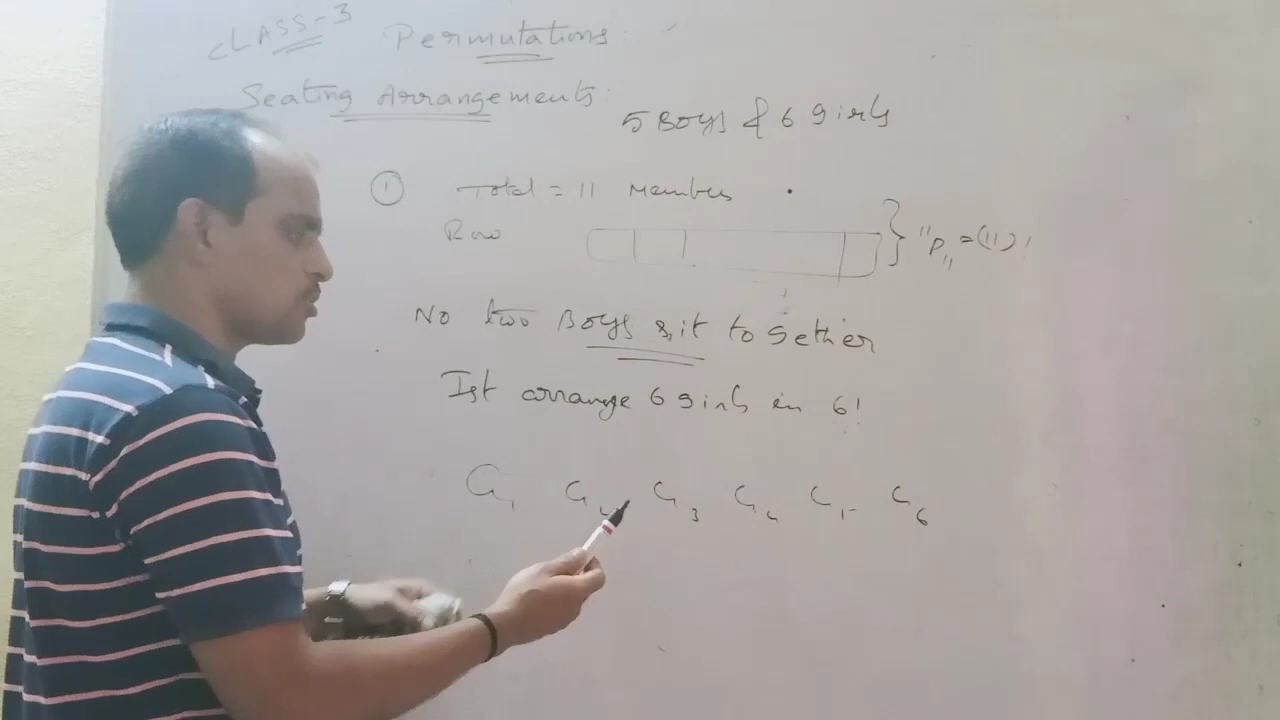 CLASS-3 Permutations:
Seating Arrangements:
5 Boys & 6 girls
① Total = 11 Members
Row } ¹¹P₁₁ = (11)!
No two Boys sit together
Ist arrange 6 girls in 6!
G₁ G₂ G₃ G₄ G₅ G₆